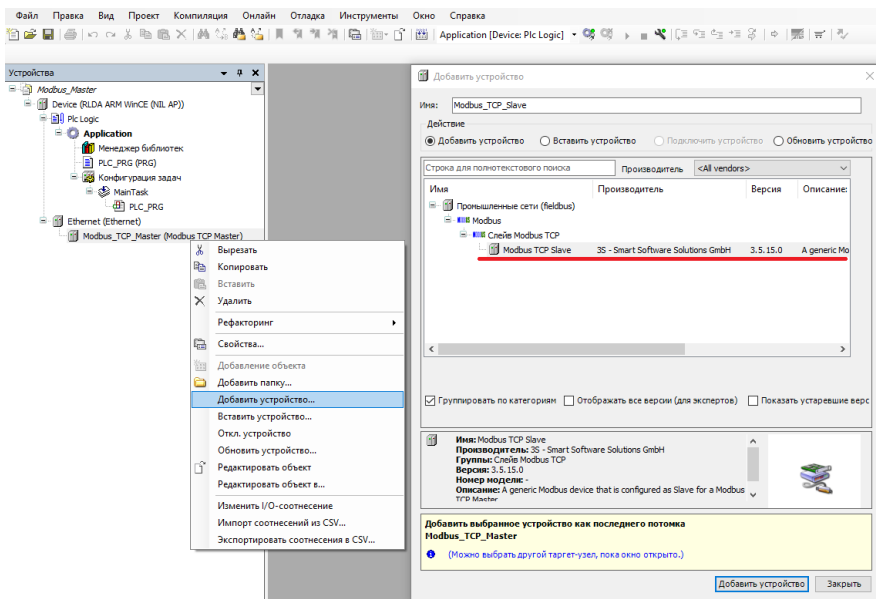 Файл Правка Вид Проект Компиляция Онлайн Отладка Инструменты Окно Справка
Application [Device: Plc Logic]
Устройства
Modbus_Master
Device (RLDA ARM WinCE (NIL AP))
Plc Logic
Application
Менеджер библиотек
PLC_PRG (PRG)
Конфигурация задач
MainTask
PLC_PRG
Ethernet (Ethernet)
Modbus_TCP_Master (Modbus TCP Master)
Вырезать
Копировать
Вставить
Удалить
Рефакторинг
Свойства...
Добавление объекта
Добавить папку...
Добавить устройство...
Вставить устройство...
Откл. устройство
Обновить устройство...
Редактировать объект
Редактировать объект в...
Изменить I/O-соотнесение
Импорт соотнесений из CSV...
Экспортировать соотнесения в CSV...
Добавить устройство
Имя: Modbus_TCP_Slave
Действие
Добавить устройство Вставить устройство Подключить устройство Обновить устройство
Строка для полнотекстового поиска Производитель <All vendors>
Имя Производитель Версия Описание:
Промышленные сети (fieldbus)
Modbus
Слейв Modbus TCP
Modbus TCP Slave 3S - Smart Software Solutions GmbH 3.5.15.0 A generic Mo
Группировать по категориям Отображать все версии (для экспертов) Показать устаревшие верс
Имя: Modbus TCP Slave
Производитель: 3S - Smart Software Solutions GmbH
Группы: Слейв Modbus TCP
Версия: 3.5.15.0
Номер модели: -
Описание: A generic Modbus device that is configured as Slave for a Modbus
TCP Master
Добавить выбранное устройство как последнего потомка
Modbus_TCP_Master
(Можно выбрать другой таргет-узел, пока окно открыто.)
Добавить устройство Закрыть